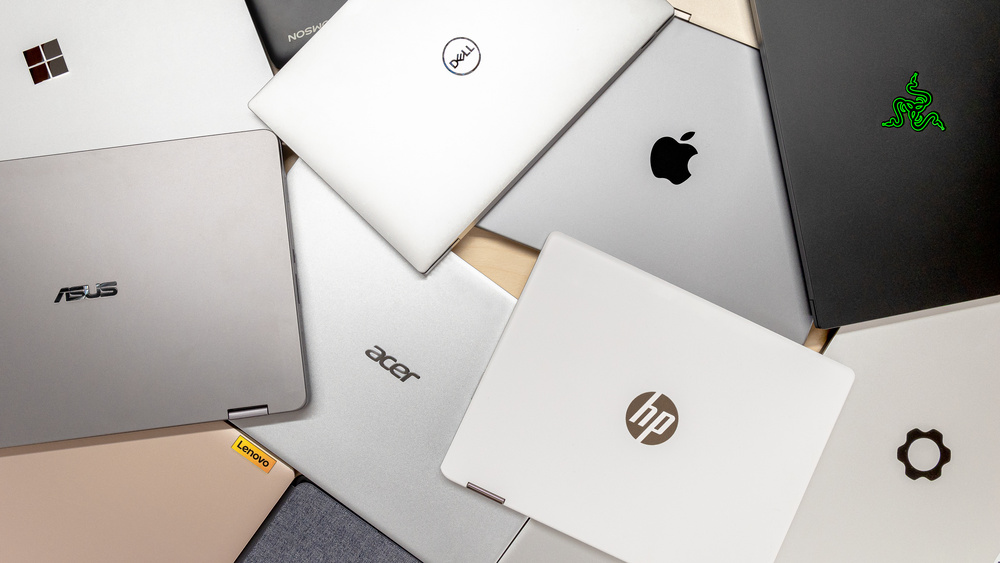 DELL
ASUS
acer
hp
Lenovo